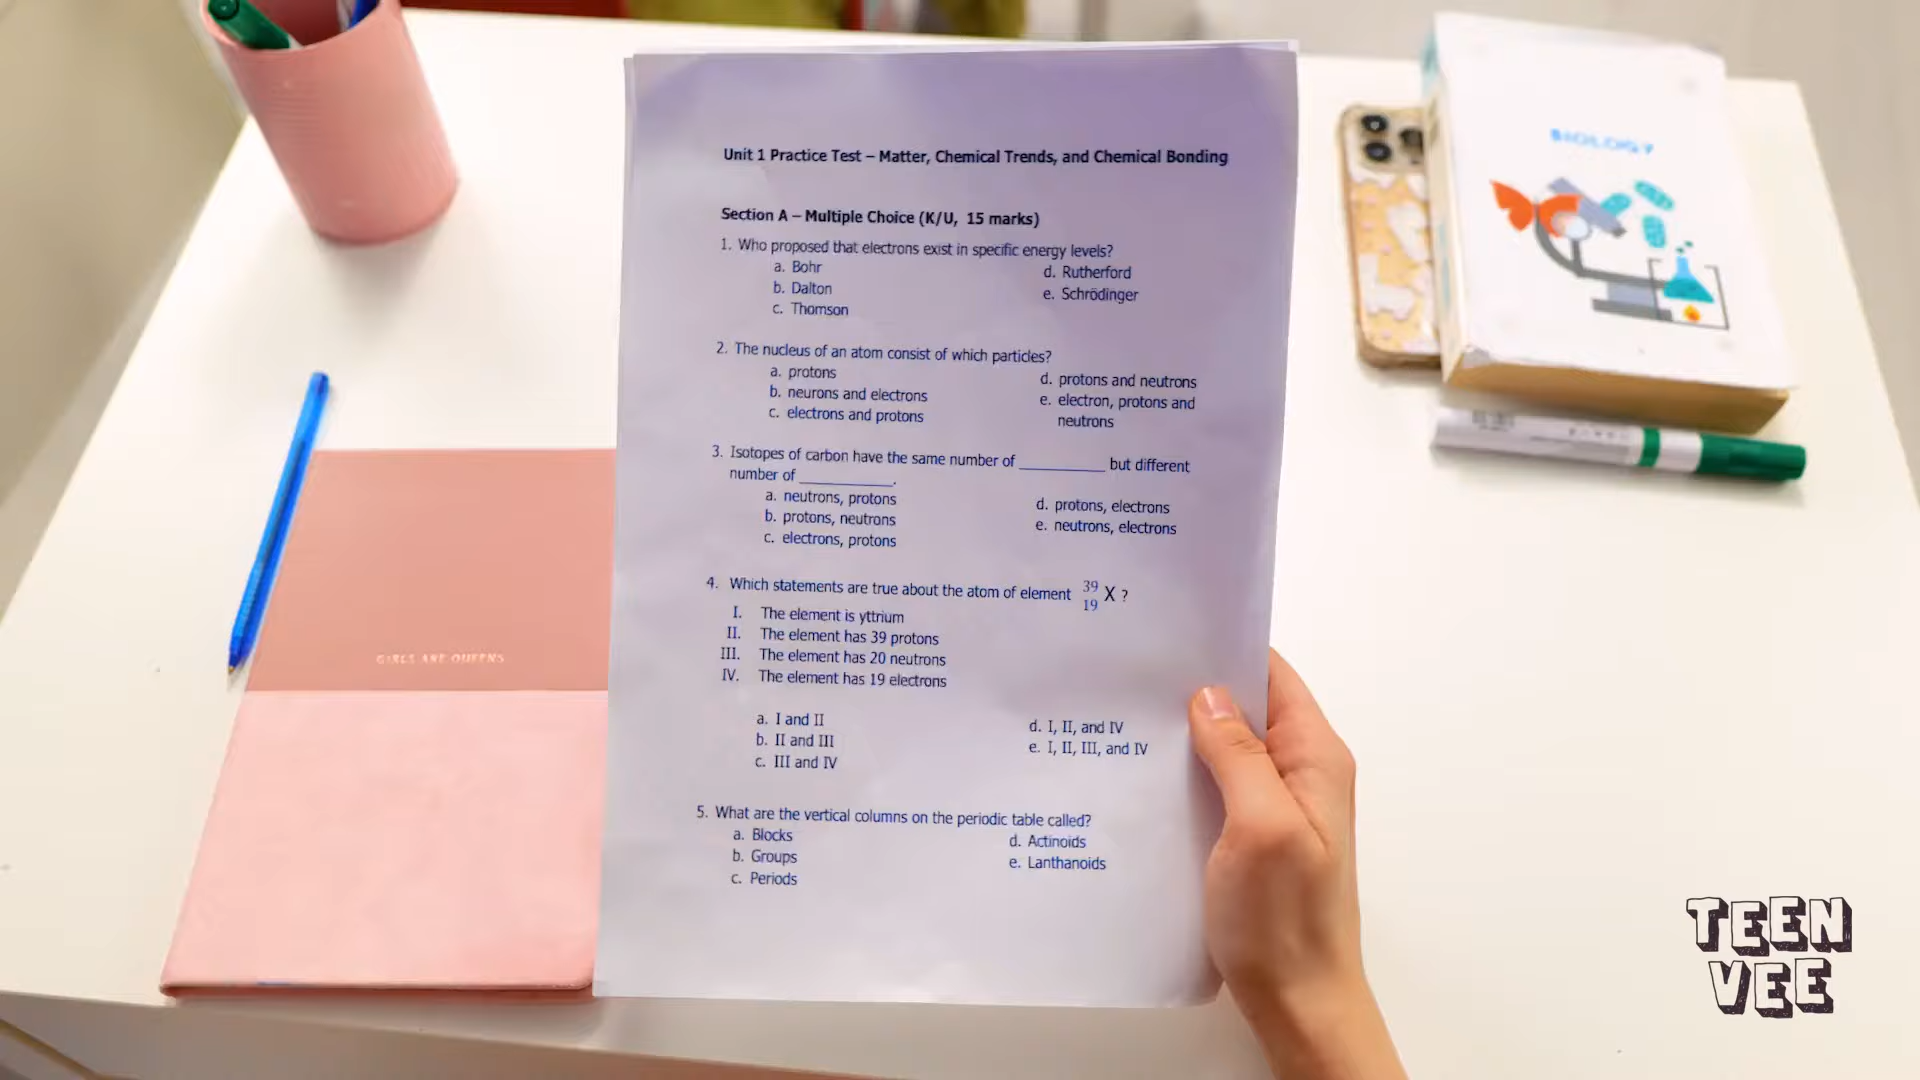 Unit 1 Practice Test – Matter, Chemical Trends, and Chemical Bonding
Section A – Multiple Choice (K/U, 15 marks)
1. Who proposed that electrons exist in specific energy levels?
a. Bohr
b. Dalton
c. Thomson
d. Rutherford
e. Schrödinger
2. The nucleus of an atom consist of which particles?
a. protons
b. neurons and electrons
c. electrons and protons
d. protons and neutrons
e. electron, protons and
neutrons
3. Isotopes of carbon have the same number of __________ but different
number of ___________.
a. neutrons, protons
b. protons, neutrons
c. electrons, protons
d. protons, electrons
e. neutrons, electrons
4. Which statements are true about the atom of element 39 19 X ?
I. The element is yttrium
II. The element has 39 protons
III. The element has 20 neutrons
IV. The element has 19 electrons
a. I and II
b. II and III
c. III and IV
d. I, II, and IV
e. I, II, III, and IV
5. What are the vertical columns on the periodic table called?
a. Blocks
b. Groups
c. Periods
d. Actinoids
e. Lanthanoids
BIOLOGY
GIRLS ARE QUEENS
TEEN
VEE